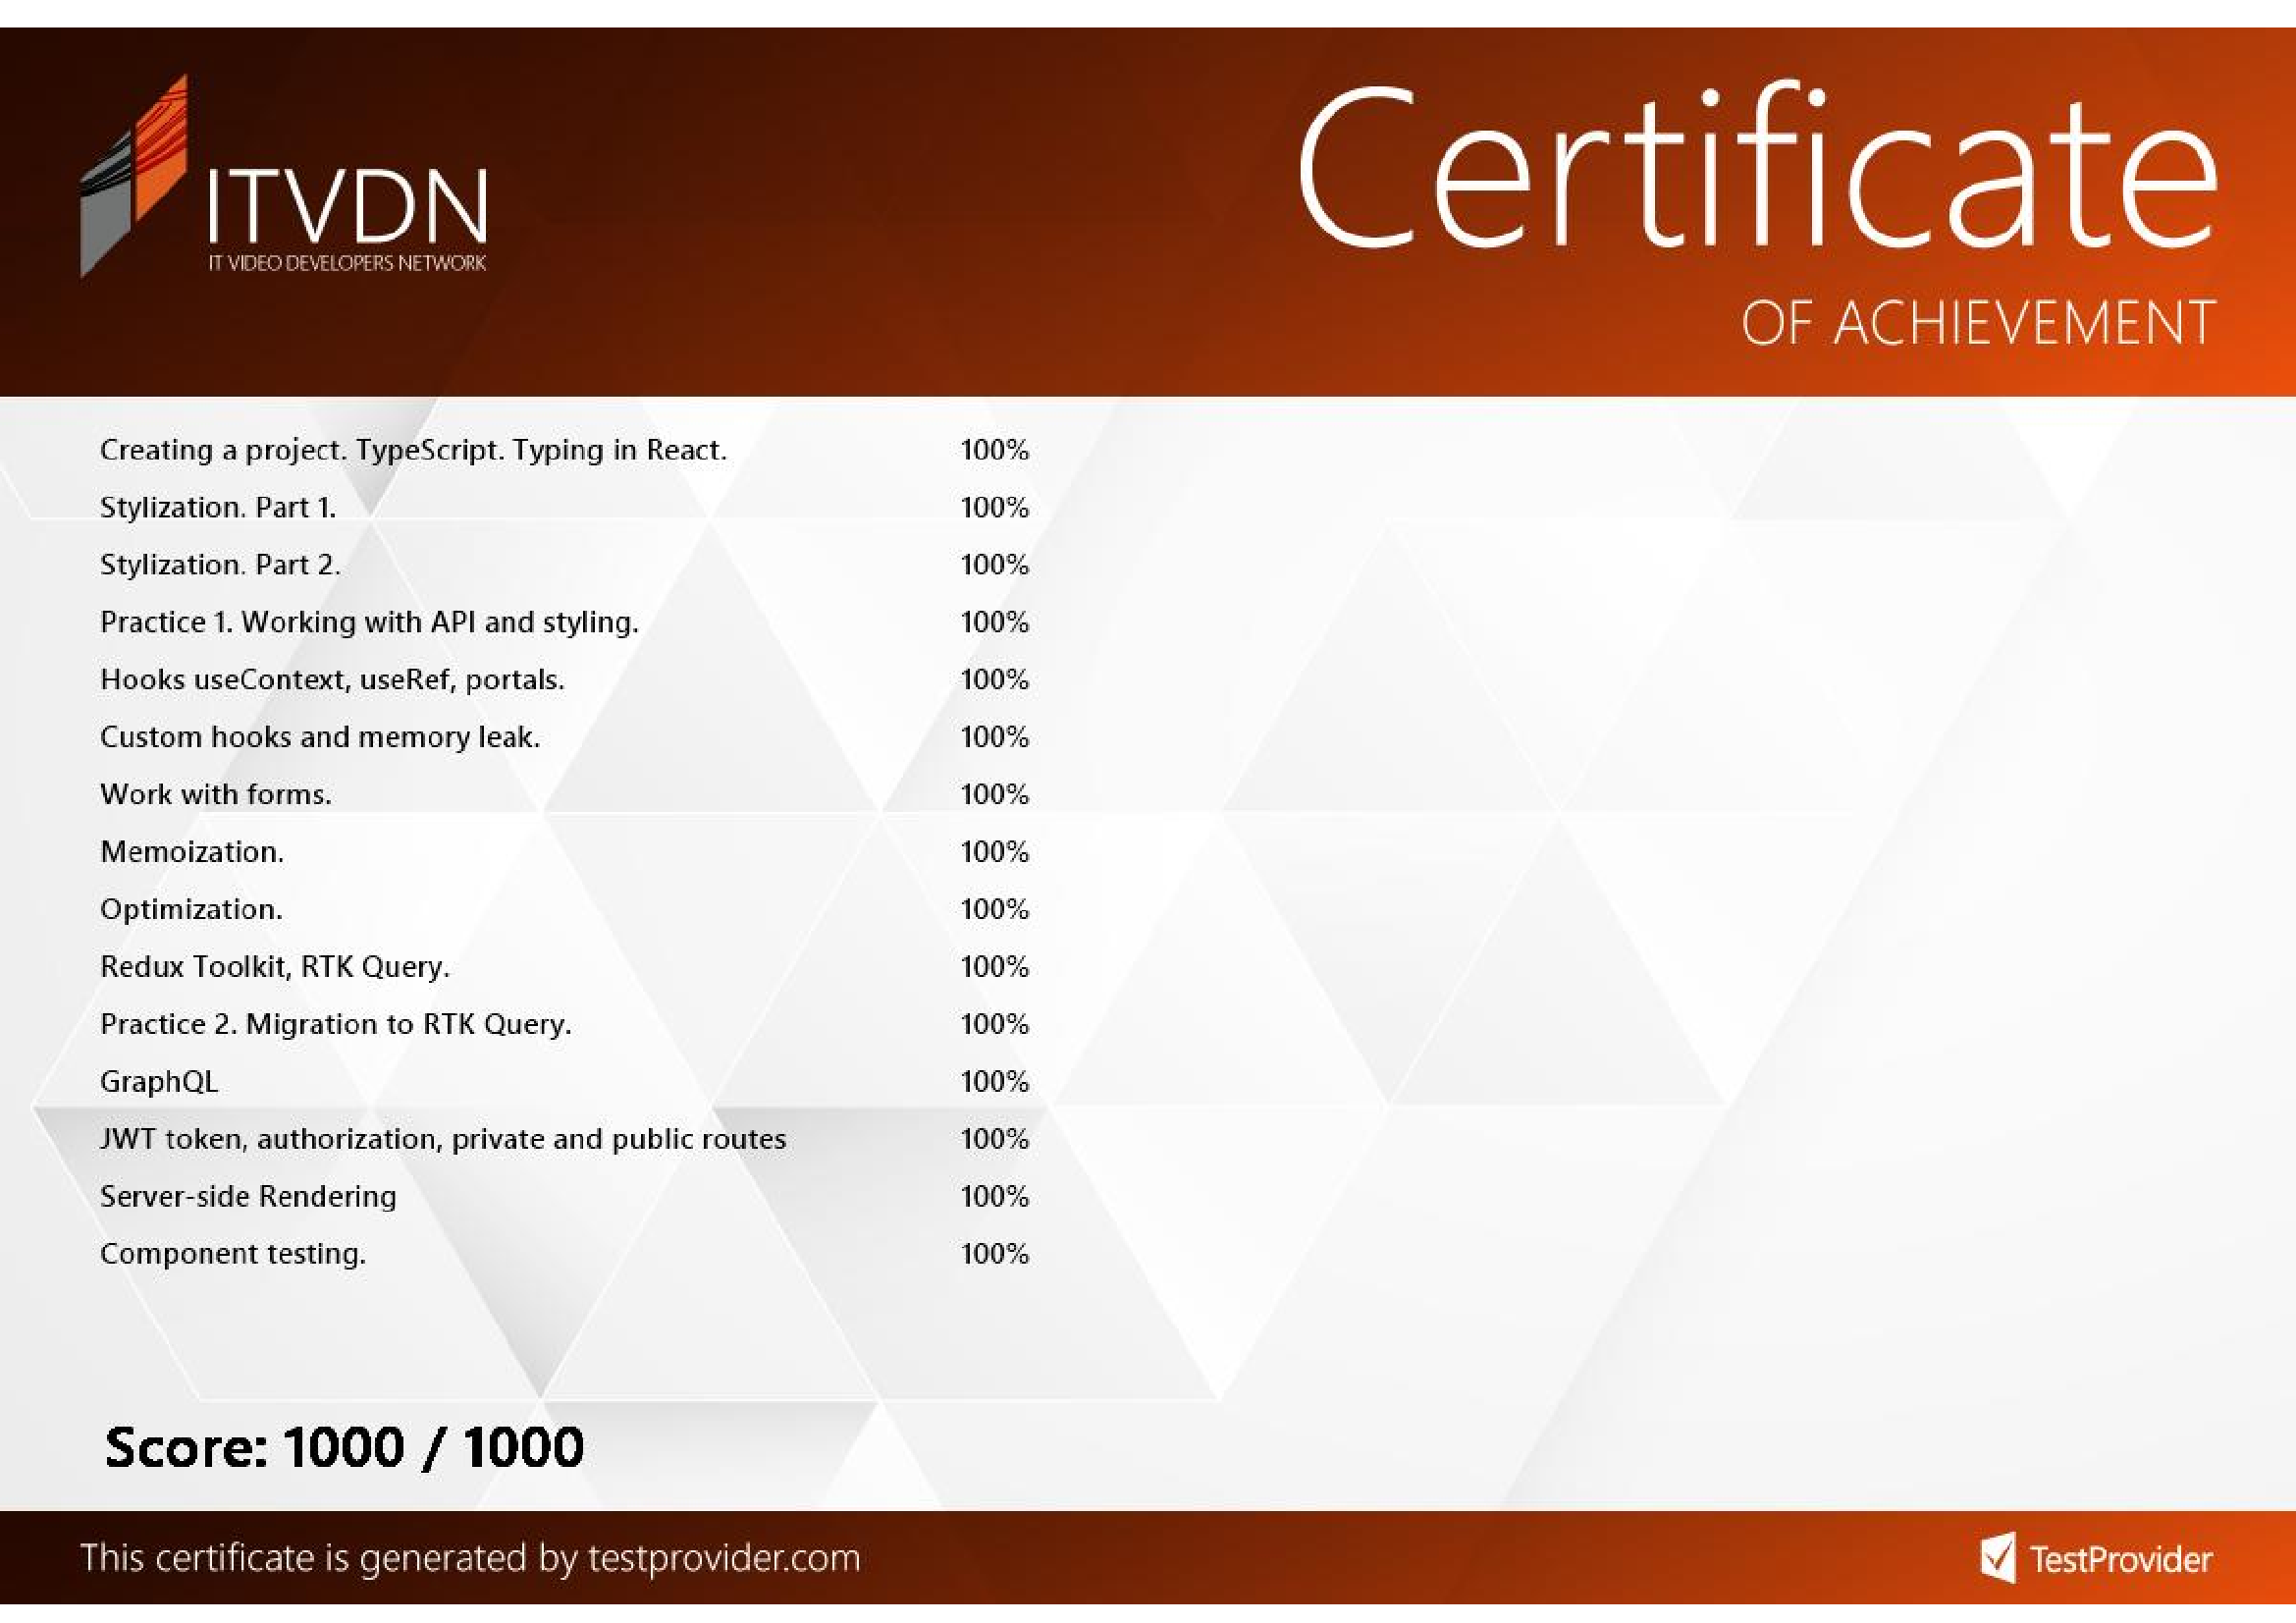 ITVDN
IT VIDEO DEVELOPERS NETWORK
Certificate
OF ACHIEVEMENT
Creating a project. TypeScript. Typing in React. 100%
Stylization. Part 1. 100%
Stylization. Part 2. 100%
Practice 1. Working with API and styling. 100%
Hooks useContext, useRef, portals. 100%
Custom hooks and memory leak. 100%
Work with forms. 100%
Memoization. 100%
Optimization. 100%
Redux Toolkit, RTK Query. 100%
Practice 2. Migration to RTK Query. 100%
GraphQL 100%
JWT token, authorization, private and public routes 100%
Server-side Rendering 100%
Component testing. 100%
Score: 1000 / 1000
This certificate is generated by testprovider.com
TestProvider